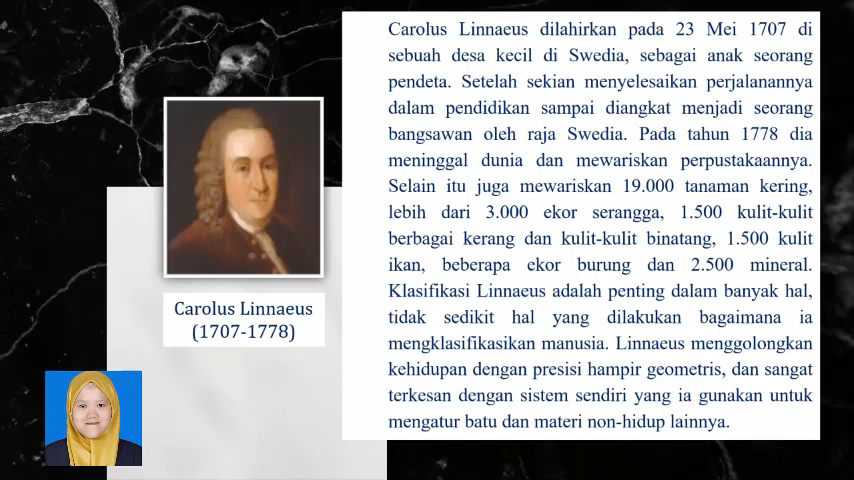 Carolus Linnaeus dilahirkan pada 23 Mei 1707 di
sebuah desa kecil di Swedia, sebagai anak seorang
pendeta. Setelah sekian menyelesaikan perjalanannya
dalam pendidikan sampai diangkat menjadi seorang
bangsawan oleh raja Swedia. Pada tahun 1778 dia
meninggal dunia dan mewariskan perpustakaannya.
Selain itu juga mewariskan 19.000 tanaman kering,
lebih dari 3.000 ekor serangga, 1.500 kulit-kulit
berbagai kerang dan kulit-kulit binatang, 1.500 kulit
ikan, beberapa ekor burung dan 2.500 mineral.
Klasifikasi Linnaeus adalah penting dalam banyak hal,
tidak sedikit hal yang dilakukan bagaimana ia
mengklasifikasikan manusia. Linnaeus menggolongkan
kehidupan dengan presisi hampir geometris, dan sangat
terkesan dengan sistem sendiri yang ia gunakan untuk
mengatur batu dan materi non-hidup lainnya.
Carolus Linnaeus
(1707-1778)